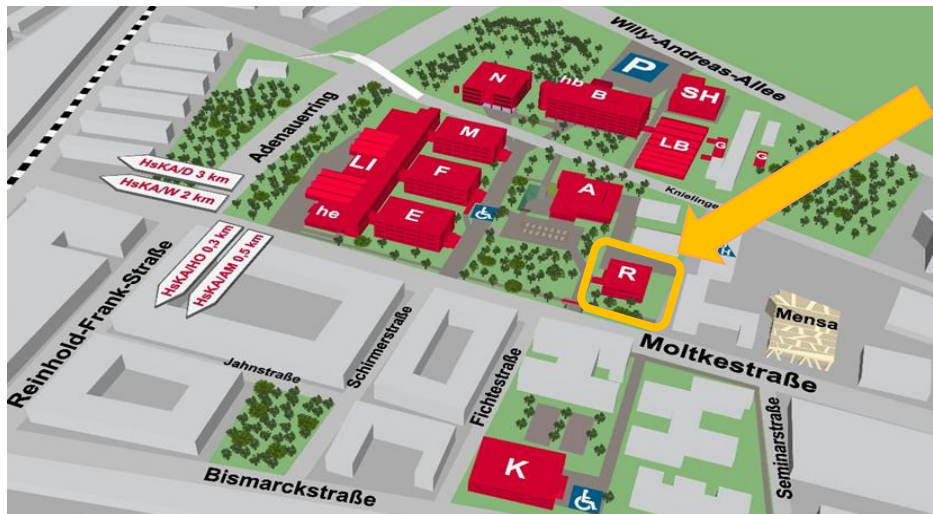 Willy-Andreas-Allee
P
N
hb
B
SH
Adenauerring
M
LI
LB
G
G
F
A
HsKA/D 3 km
HsKA/W 2 km
Knielinge
he
E
HsKA/HO 0,3 km
HsKA/AM 0,5 km
H
R
Reinhold-Frank-Straße
Mensa
Moltkestraße
Schirmerstraße
Jahnstraße
Fichtestraße
Seminarstraße
K
Bismarckstraße